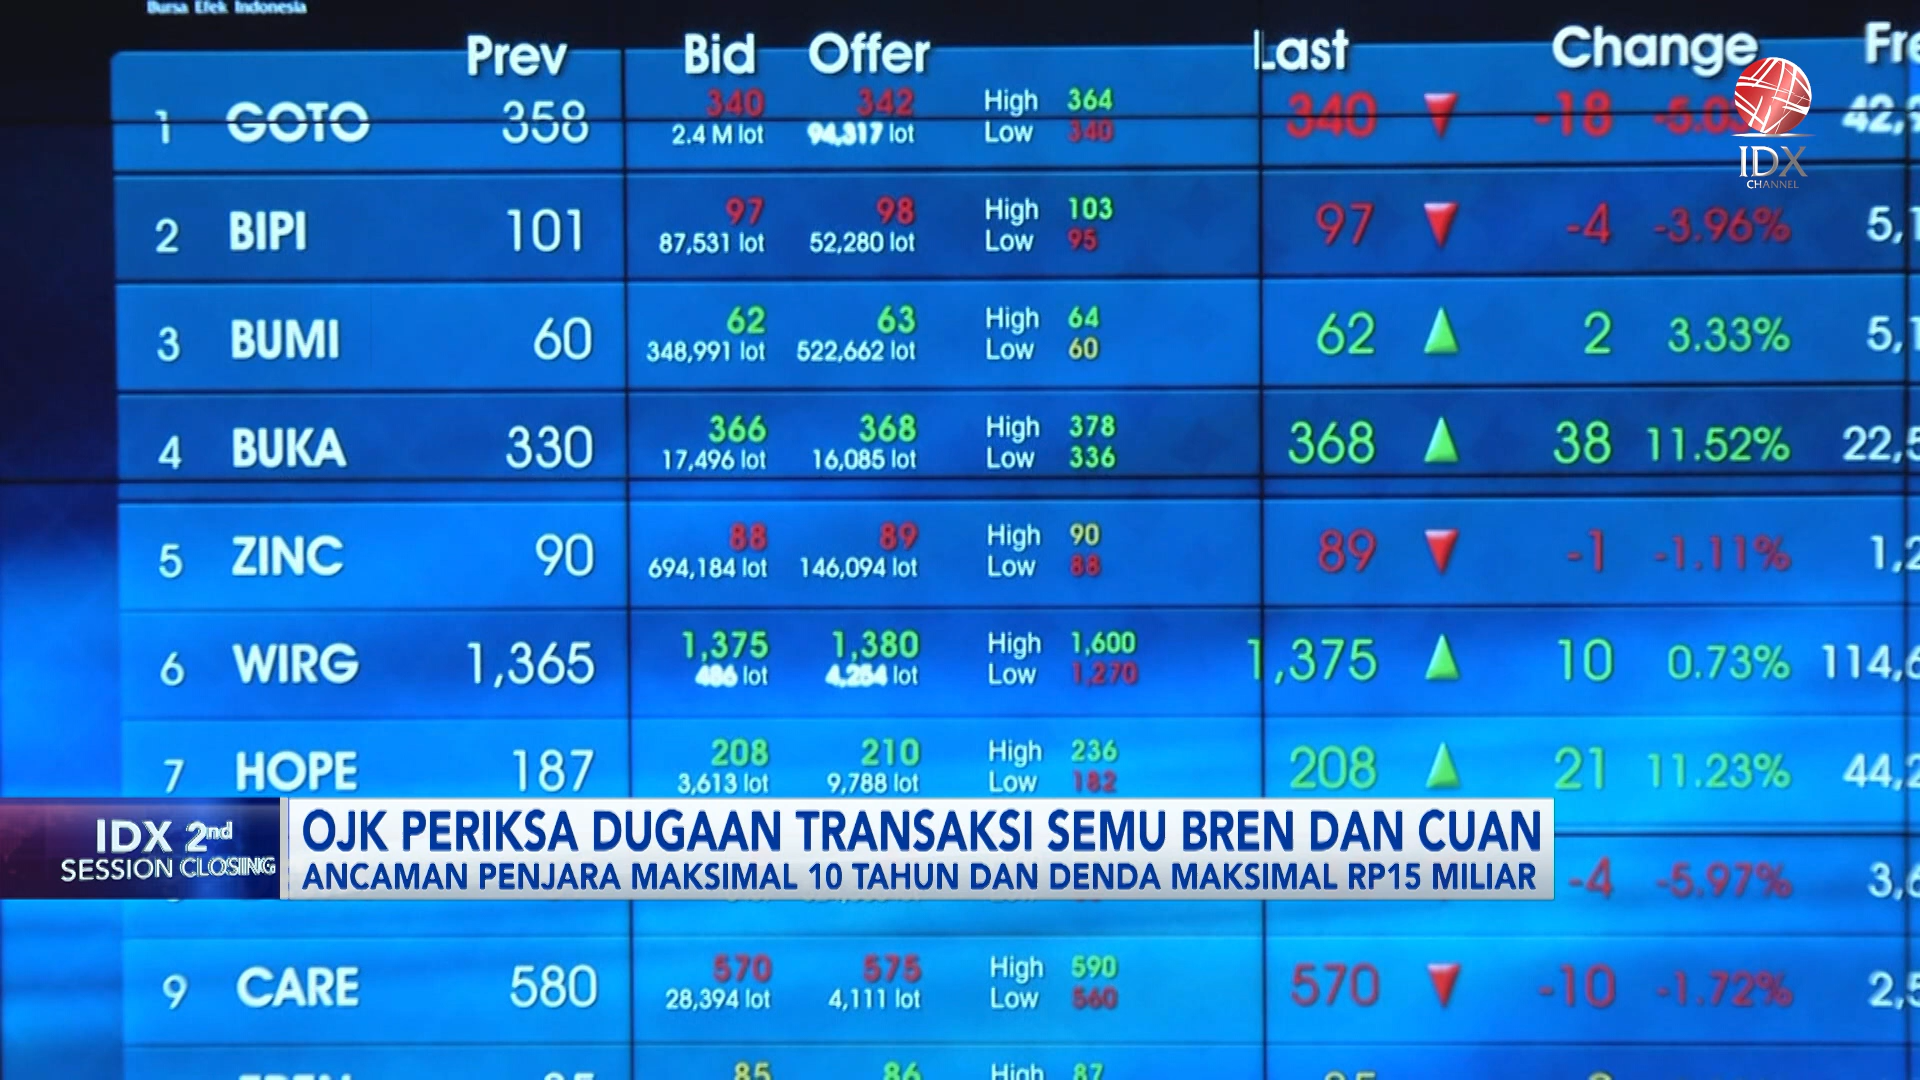 Bursa Efek Indonesia
Prev Bid Offer Last Change
1 GOTO 358 340 342 High 364 340 -18
2.4 M lot 94,317 lot Low 340
IDX
CHANNEL
2 BIPI 101 97 98 High 103 97 -4 -3.96%
87,531 lot 52,280 lot Low 95
3 BUMI 60 62 63 High 64 62 2 3.33%
348,991 lot 522,662 lot Low 60
4 BUKA 330 366 368 High 378 368 38 11.52%
17,496 lot 16,085 lot Low 336
5 ZINC 90 88 89 High 90 89 -1 -1.11%
694,184 lot 146,094 lot Low 88
6 WIRG 1,365 1,375 1,380 High 1,600 1,375 10 0.73%
486 lot lot Low 1,270
7 HOPE 187 208 210 High 236 208 21 11.23%
3,613 lot 9,788 lot Low 182
IDX 2nd
SESSION CLOSING
OJK PERIKSA DUGAAN TRANSAKSI SEMU BREN DAN CUAN
ANCAMAN PENJARA MAKSIMAL 10 TAHUN DAN DENDA MAKSIMAL RP15 MILIAR
-4 -5.97%
9 CARE 580 570 575 High 590 570 -10 -1.72%
28,394 lot 4,111 lot Low 560
85 86 High 87